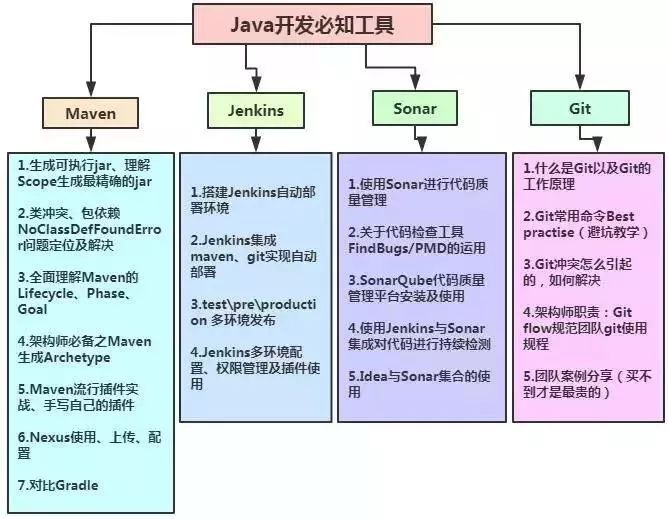 Java开发必知工具
Maven
Jenkins
Sonar
Git
1.生成可执行jar、理解
Scope生成最精确的jar
2.类冲突、包依赖
NoClassDefFoundErro
r问题定位及解决
3.全面理解Maven的
Lifecycle、Phase、
Goal
4.架构师必备之Maven
生成Archetype
5.Maven流行插件实
战、手写自己的插件
6.Nexus使用、上传、配
置
7.对比Gradle
1.搭建Jenkins自动部
署环境
2.Jenkins集成
maven、git实现自动
部署
3.test\pre\producti
on 多环境发布
4.Jenkins多环境配
置、权限管理及插件使
用
1.使用Sonar进行代码质
量管理
2.关于代码检查工具
FindBugs/PMD的运用
3.SonarQube代码质量
管理平台安装及使用
4.使用Jenkins与Sonar
集成对代码进行持续检测
5.Idea与Sonar集合的使
用
1.什么是Git以及Git的
工作原理
2.Git常用命令Best
practise（避坑教学）
3.Git冲突怎么引起
的，如何解决
4.架构师职责：Git
flow规范团队git使用
规程
5.团队案例分享（买不
到才是最贵的）